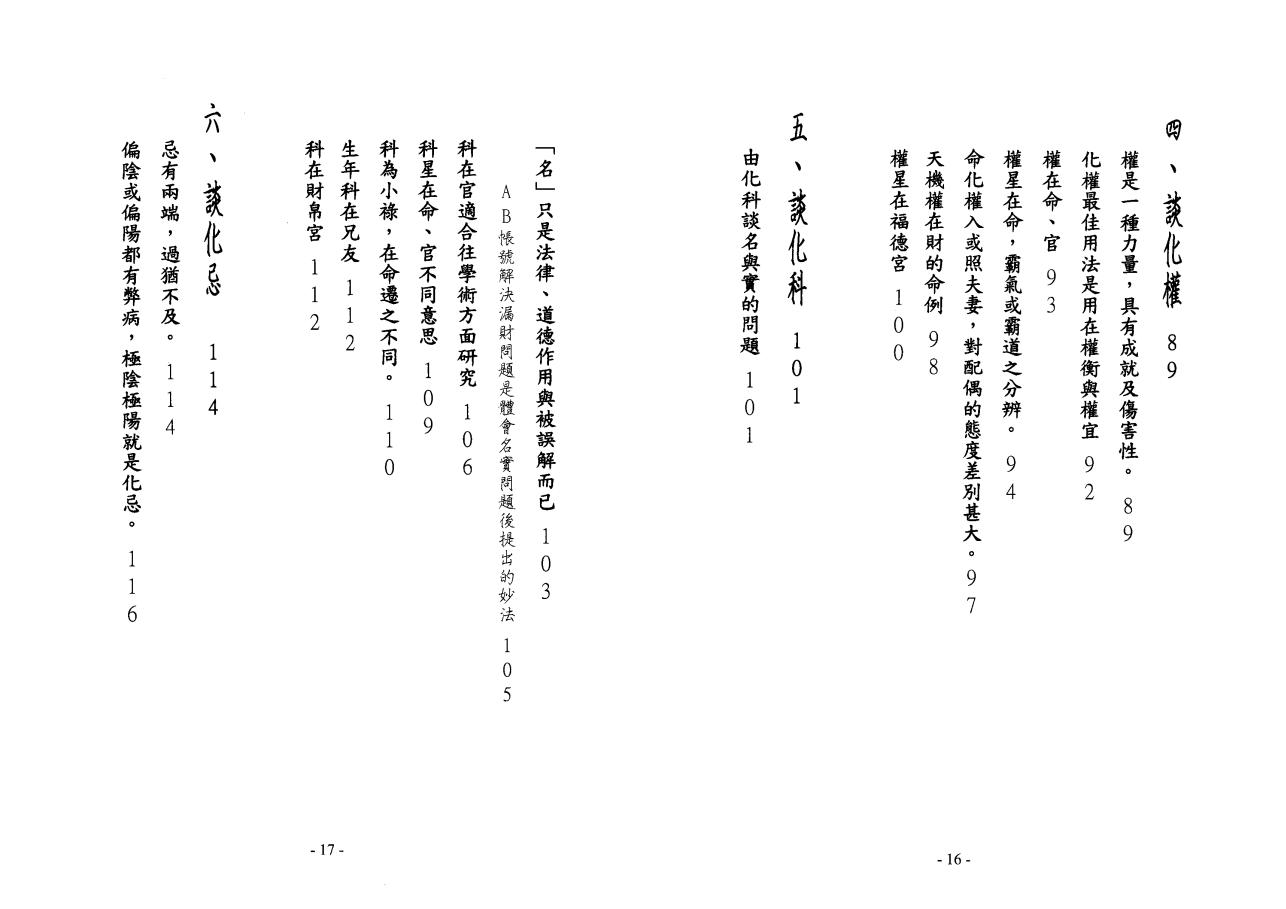 四、談化權 89
權是一種力量，具有成就及傷害性。89
化權最佳用法是用在權衡與權宜 92
權在命、官 93
權星在命，霸氣或霸道之分辨。94
命化權入或照夫妻，對配偶的態度差別甚大。97
天機權在財的命例 98
權星在福德宮 100
五、談化科 101
由化科談名與實的問題 101
- 16 -
「名」只是法律、道德作用與被誤解而已 103
AB帳號解決漏財問題是體會名實問題後提出的妙法 105
科在官適合往學術方面研究 106
科星在命、官不同意思 109
科為小祿，在命遷之不同。110
生年科在兄友 112
科在財帛宮 112
六、談化忌 114
忌有兩端，過猶不及。114
偏陰或偏陽都有弊病，極陰極陽就是化忌。116
- 17 -